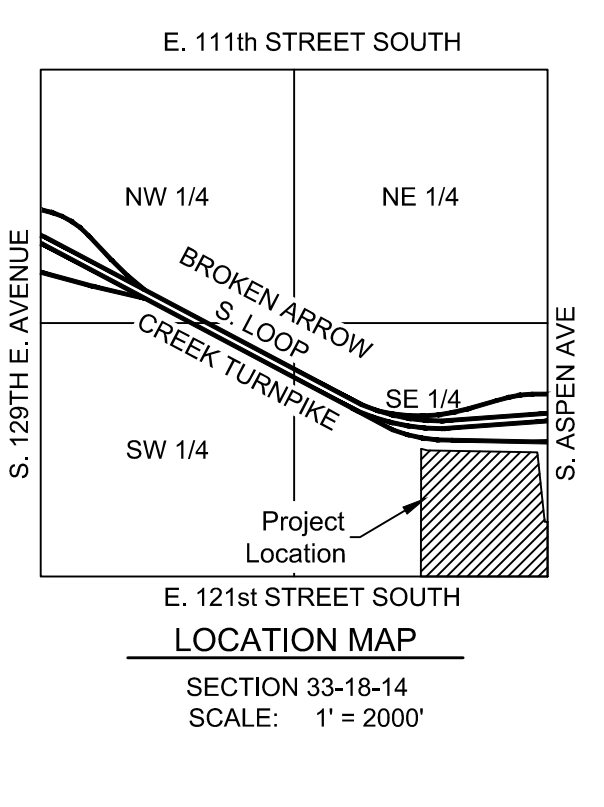 E. 111th STREET SOUTH
NW 1/4
NE 1/4
S. 129TH E. AVENUE
BROKEN ARROW
S. LOOP
CREEK TURNPIKE
SE 1/4
S. ASPEN AVE
SW 1/4
Project
Location
E. 121st STREET SOUTH
LOCATION MAP
SECTION 33-18-14
SCALE: 1' = 2000'